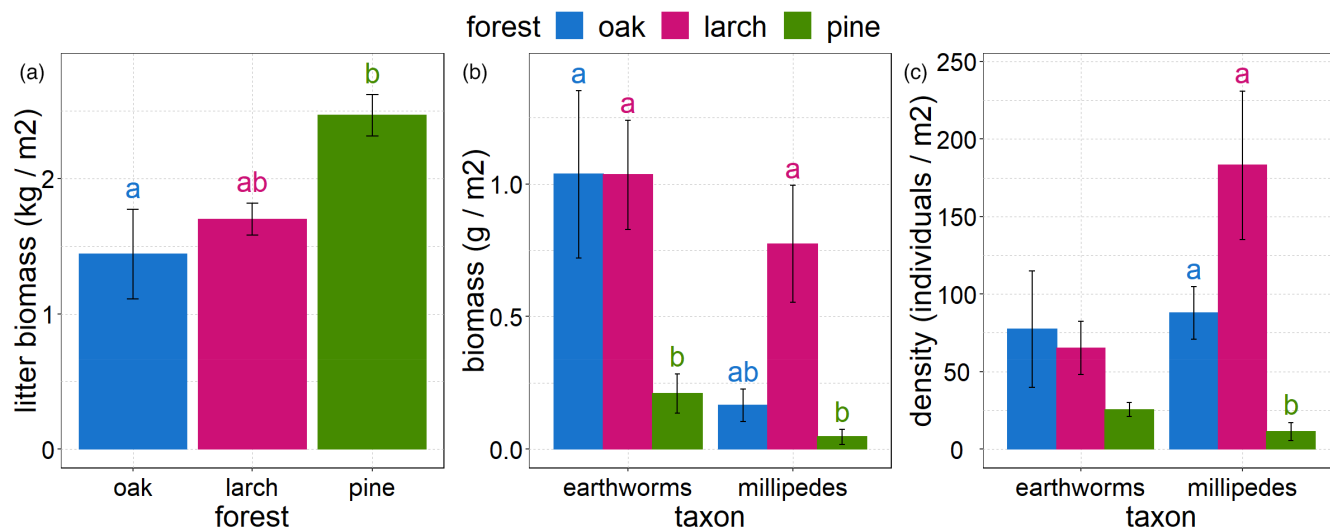 forest oak larch pine
(a)
litter biomass (kg / m2)
2
1
0
a
ab
b
oak larch pine
forest
(b)
biomass (g / m2)
1.0
0.5
0.0
a
a
b
ab
a
b
earthworms millipedes
taxon
(c)
density (individuals / m2)
250
200
150
100
50
0
a
a
b
earthworms millipedes
taxon